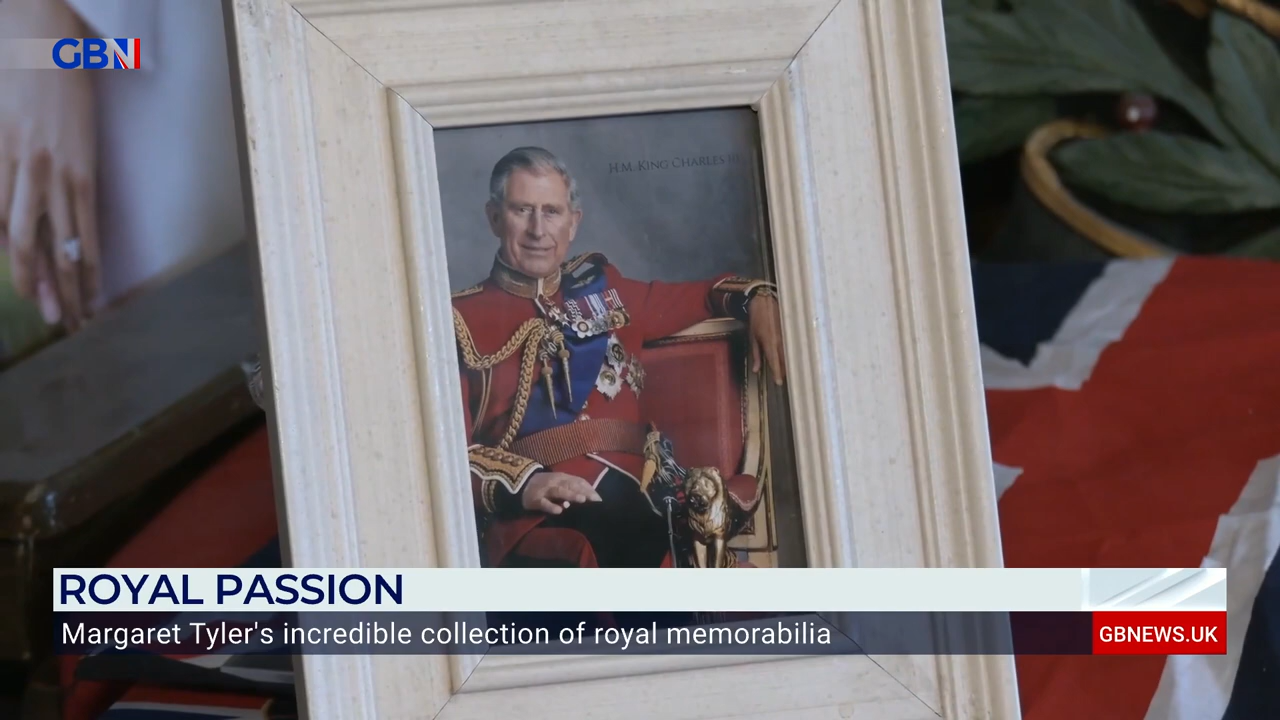 GBN
H.M. KING CHARLES III
ROYAL PASSION
Margaret Tyler's incredible collection of royal memorabilia
GBNEWS.UK